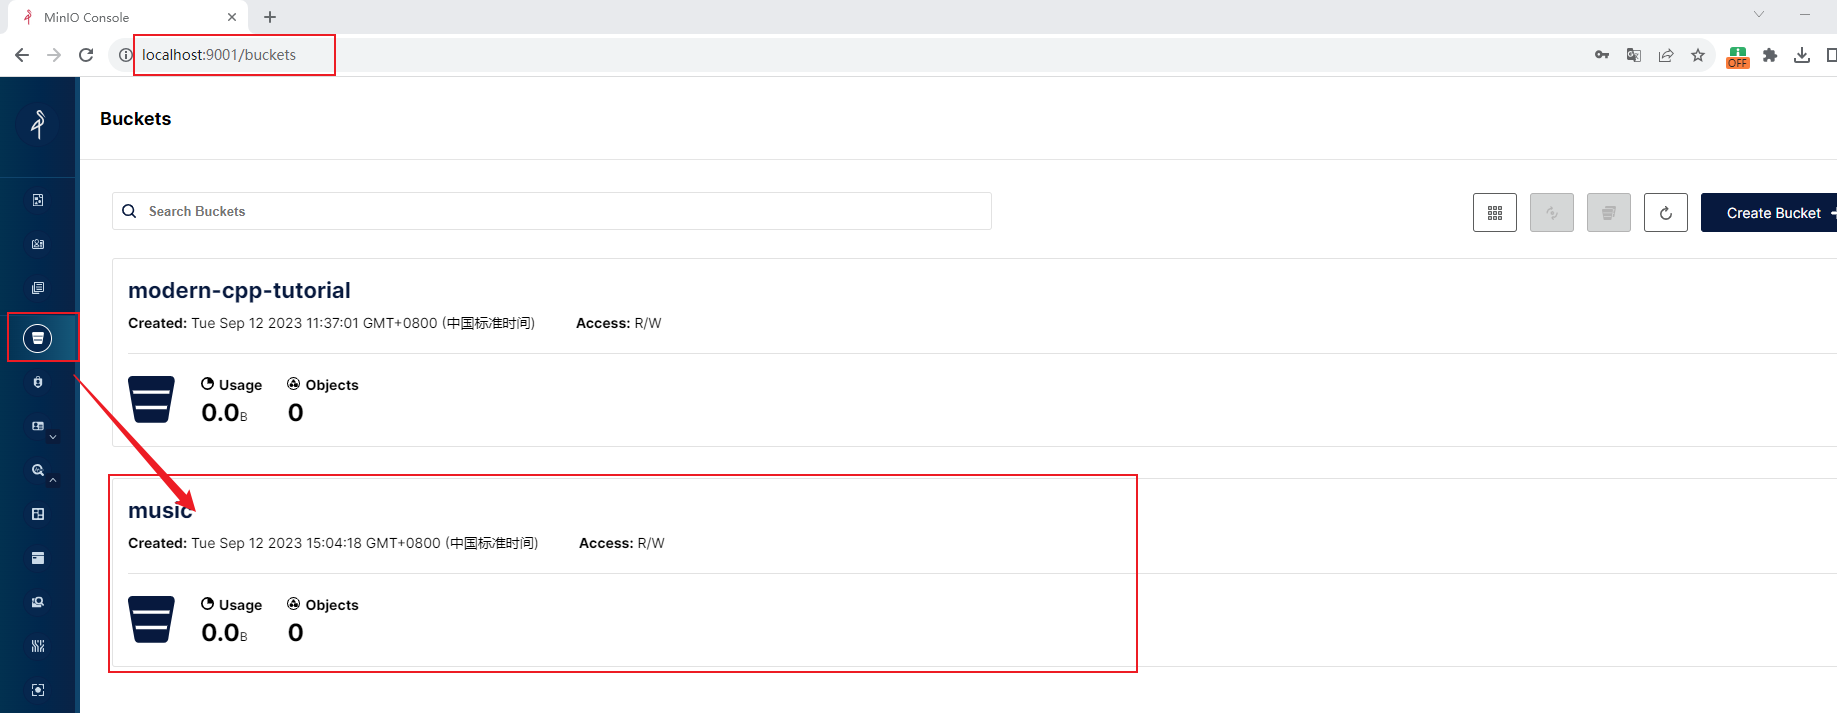 MinIO Console
localhost:9001/buckets
OFF
Buckets
Search Buckets
Create Bucket
modern-cpp-tutorial
Created: Tue Sep 12 2023 11:37:01 GMT+0800 (中国标准时间) Access: R/W
Usage Objects
0.0B 0
music
Created: Tue Sep 12 2023 15:04:18 GMT+0800 (中国标准时间) Access: R/W
Usage Objects
0.0B 0